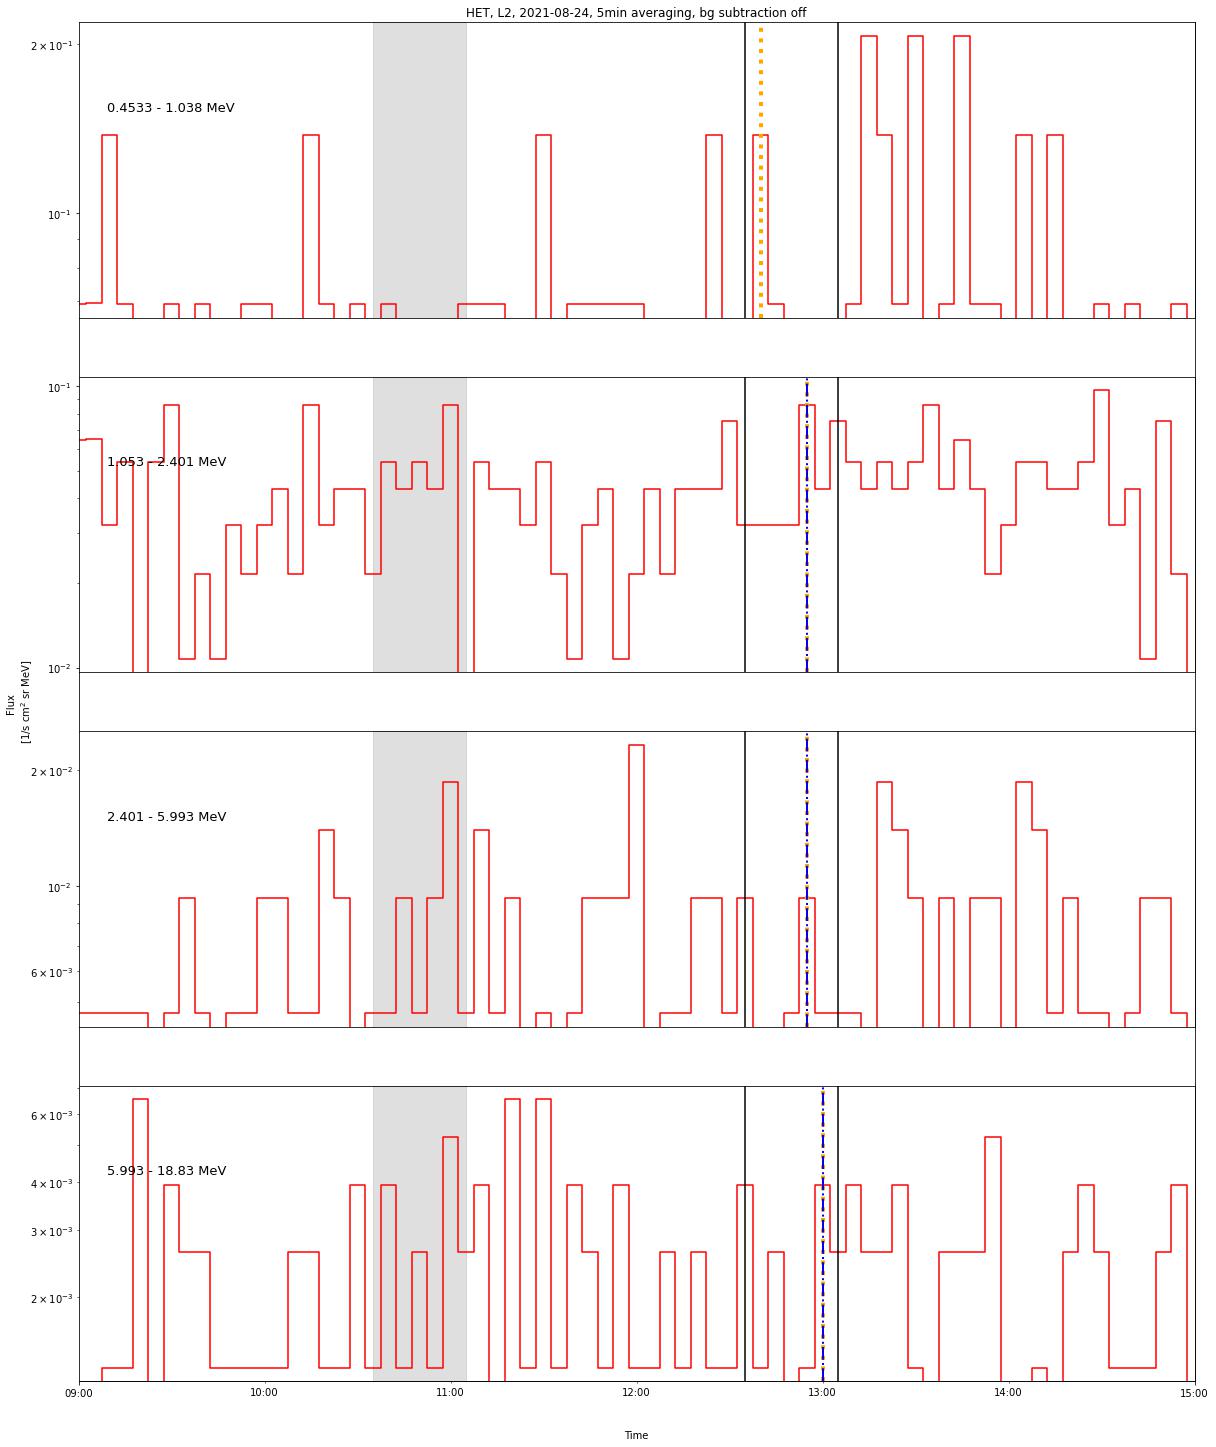 HET, L2, 2021-08-24, 5min averaging, bg subtraction off
2 × 10⁻¹
0.4533 - 1.038 MeV
10⁻¹
10⁻¹
1.053 - 2.401 MeV
10⁻²
Flux
[1/s cm² sr MeV]
2 × 10⁻²
2.401 - 5.993 MeV
10⁻²
6 × 10⁻³
6 × 10⁻³
5.993 - 18.83 MeV
4 × 10⁻³
3 × 10⁻³
2 × 10⁻³
09:00 10:00 11:00 12:00 13:00 14:00 15:00
Time